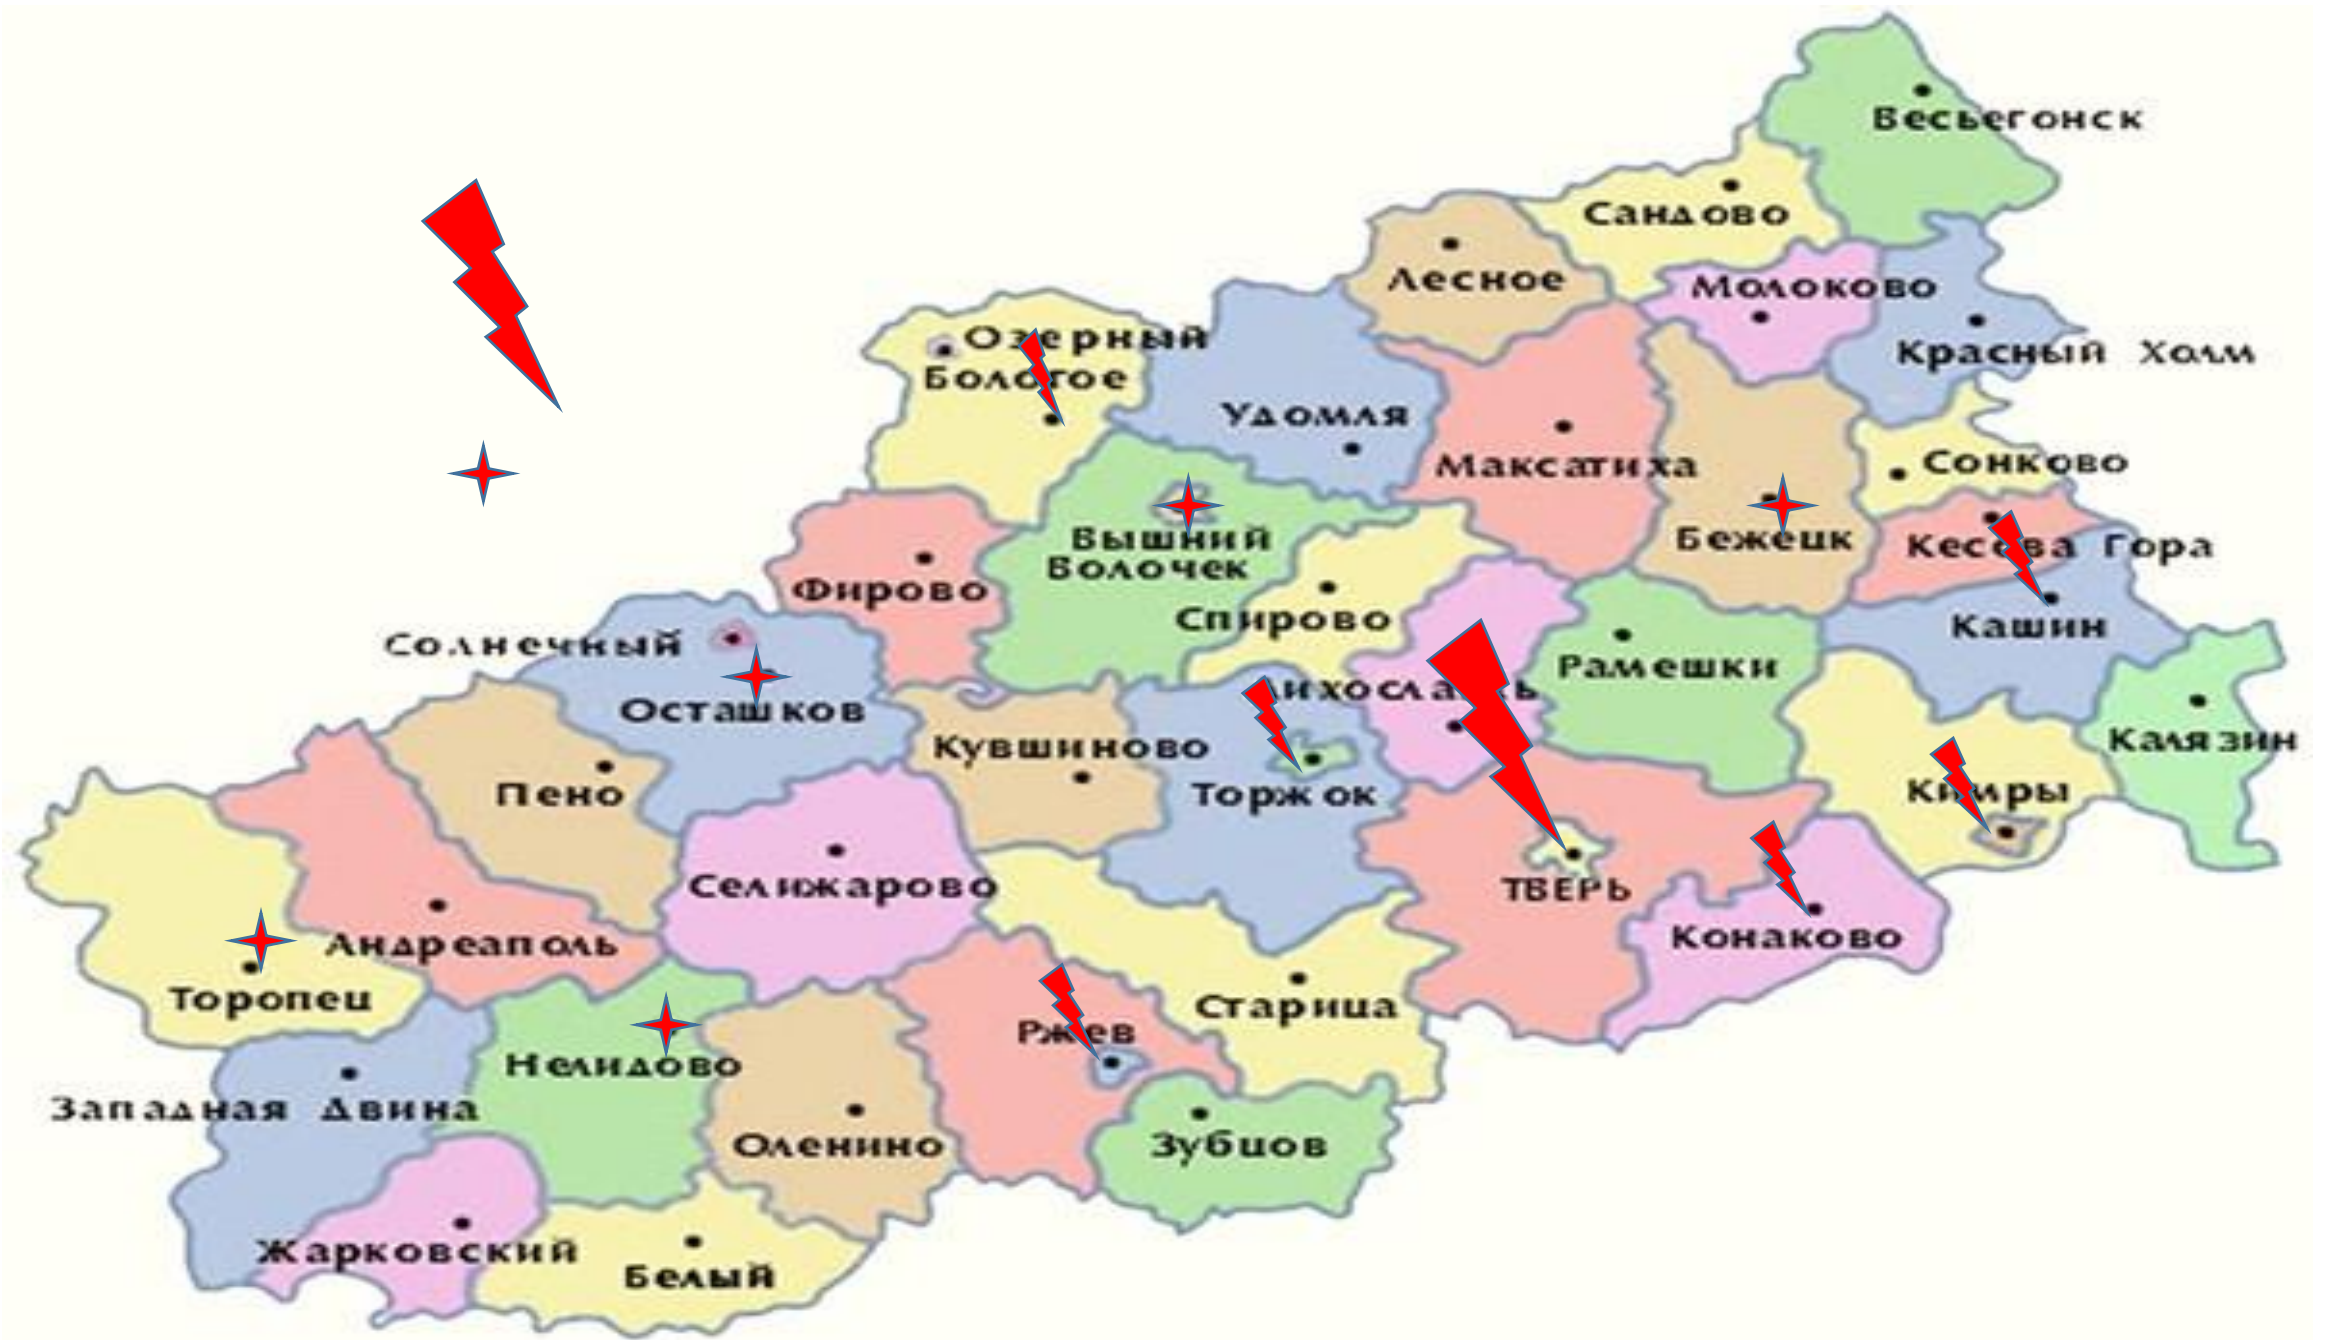 Весьегонск
Сандово
Лесное
Молоково
Озерный
Красный Холм
Болотое
Удомля
Максатиха
Сонково
Вышний
Бежецк
Кесова Гора
Волочек
Фирово
Спирово
Кашин
Солнечный
Рамешки
Лихославль
Осташков
Калязин
Кувшиново
Пено
Торжок
Кимры
Селижарово
ТВЕРЬ
Конаково
Андреаполь
Торопец
Старица
Ржев
Нелидово
Западная Двина
Оленино
Зубцов
Жарковский
Белый